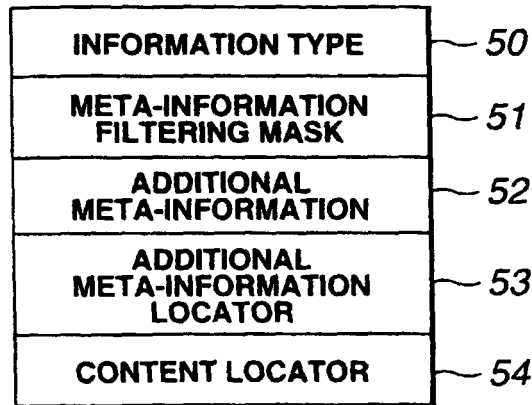 INFORMATION TYPE 50
META-INFORMATION
FILTERING MASK 51
ADDITIONAL
META-INFORMATION 52
ADDITIONAL
META-INFORMATION 53
LOCATOR
CONTENT LOCATOR 54